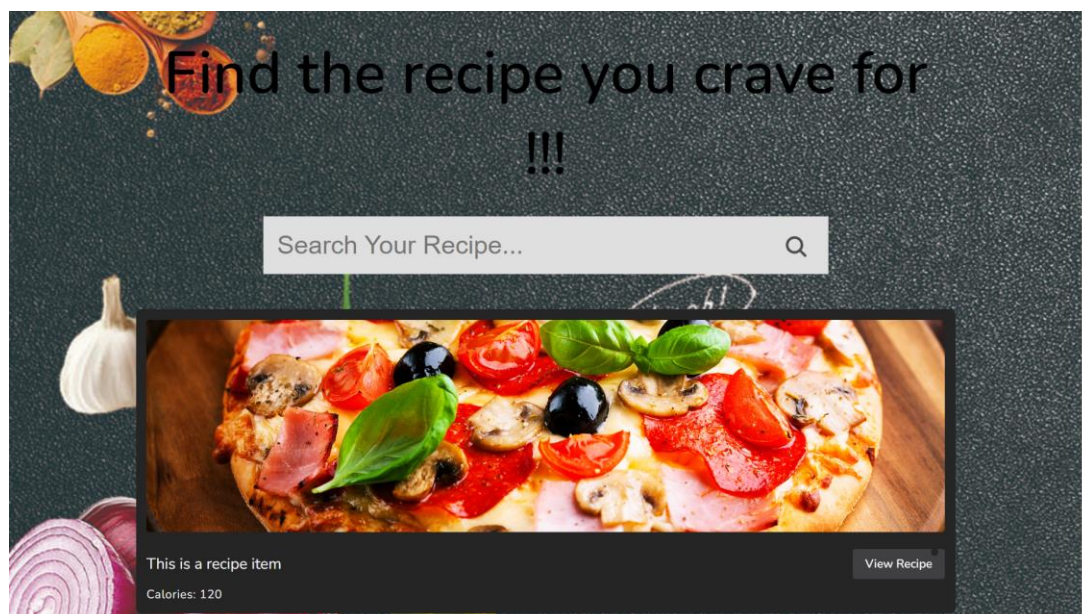 Find the recipe you crave for
!!!
Search Your Recipe...
This is a recipe item
View Recipe
Calories: 120